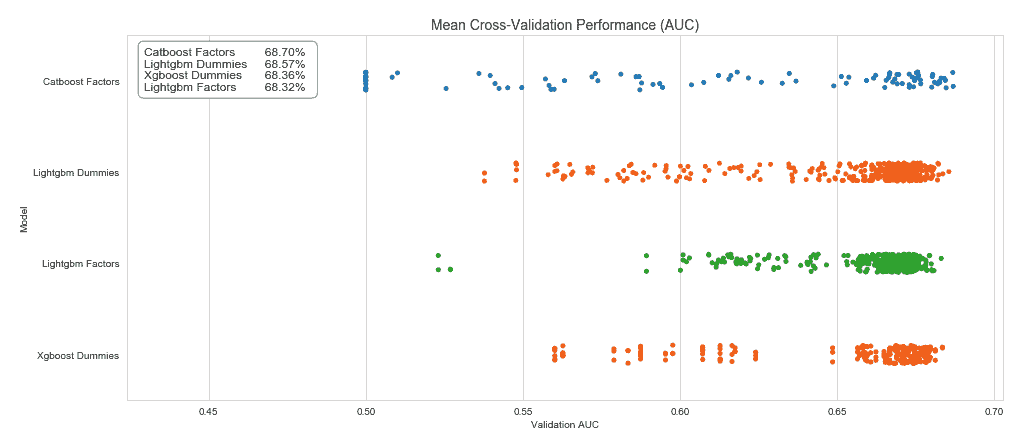 Mean Cross-Validation Performance (AUC)
Catboost Factors 68.70%
Lightgbm Dummies 68.57%
Xgboost Dummies 68.36%
Lightgbm Factors 68.32%
Catboost Factors
Lightgbm Dummies
Lightgbm Factors
Xgboost Dummies
Model
0.45 0.50 0.55 0.60 0.65 0.70
Validation AUC